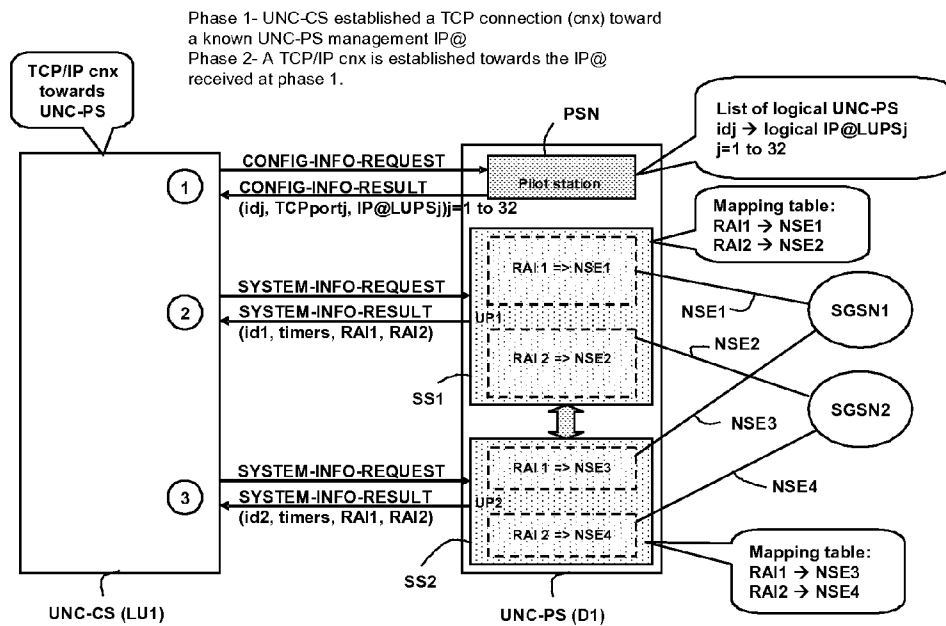 Phase 1- UNC-CS established a TCP connection (cnx) toward
a known UNC-PS management IP@
Phase 2- A TCP/IP cnx is established towards the IP@
received at phase 1.
TCP/IP cnx
towards
UNC-PS
PSN
List of logical UNC-PS
idj → logical IP@LUPSj
j=1 to 32
1
CONFIG-INFO-REQUEST
CONFIG-INFO-RESULT
(idj, TCPportj, IP@LUPSj)j=1 to 32
Pilot station
Mapping table:
RAI1 → NSE1
RAI2 → NSE2
RAI 1 => NSE1
2
SYSTEM-INFO-REQUEST
SYSTEM-INFO-RESULT
(id1, timers, RAI1, RAI2)
UP1
NSE1
SGSN1
RAI 2 => NSE2
NSE2
SS1
SGSN2
NSE3
3
SYSTEM-INFO-REQUEST
SYSTEM-INFO-RESULT
(id2, timers, RAI1, RAI2)
RAI 1 => NSE3
UP2
NSE4
RAI 2 => NSE4
SS2
Mapping table:
RAI1 → NSE3
RAI2 → NSE4
UNC-CS (LU1)
UNC-PS (D1)